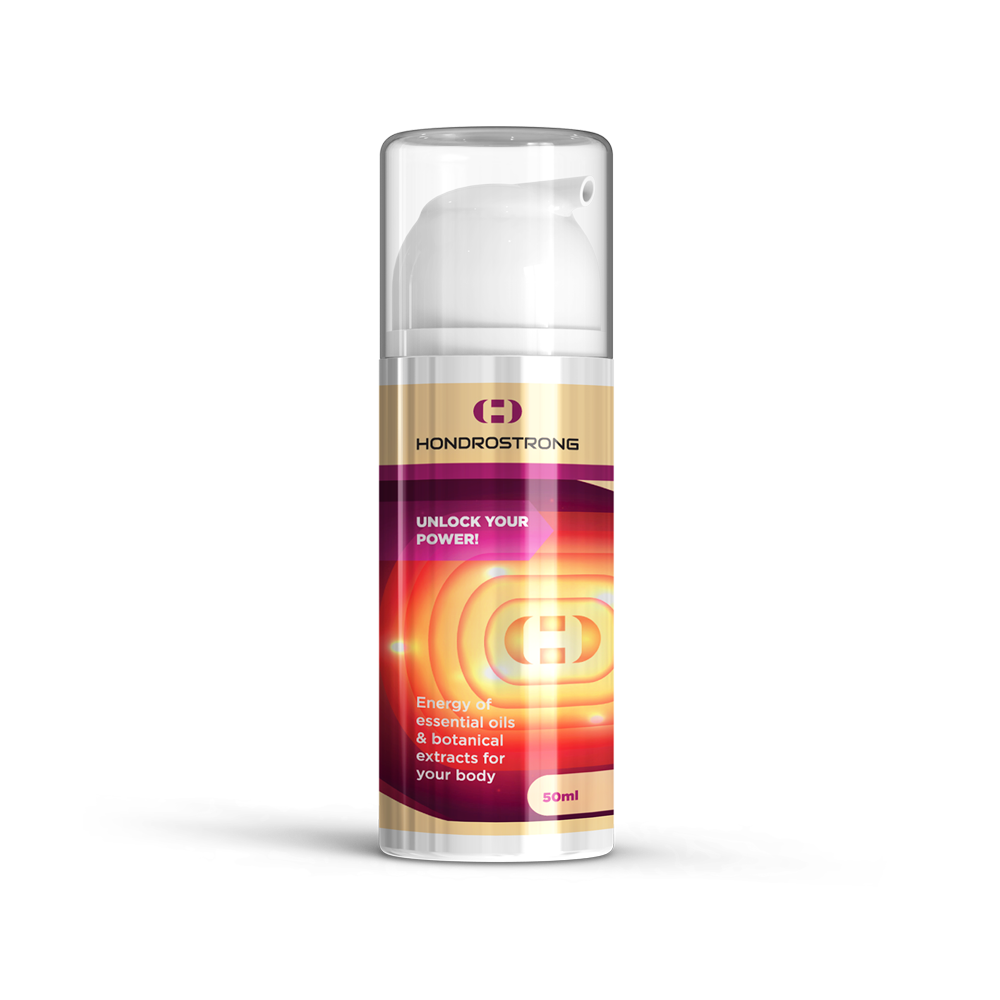 HONDROSTRONG
UNLOCK YOUR
POWER!
Energy of
essential oils
& botanical
extracts for
your body
50ml